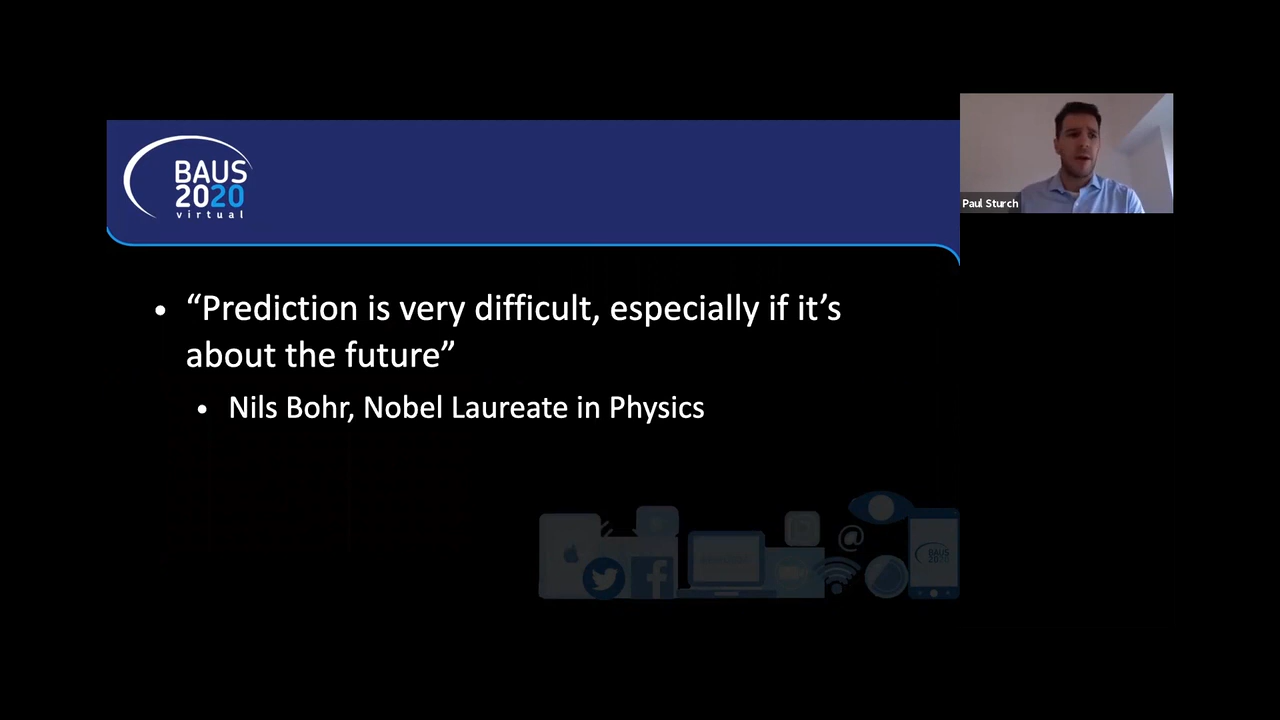 BAUS
2020
virtual
Paul Sturch
• “Prediction is very difficult, especially if it’s
about the future”
• Nils Bohr, Nobel Laureate in Physics
@
BAUS